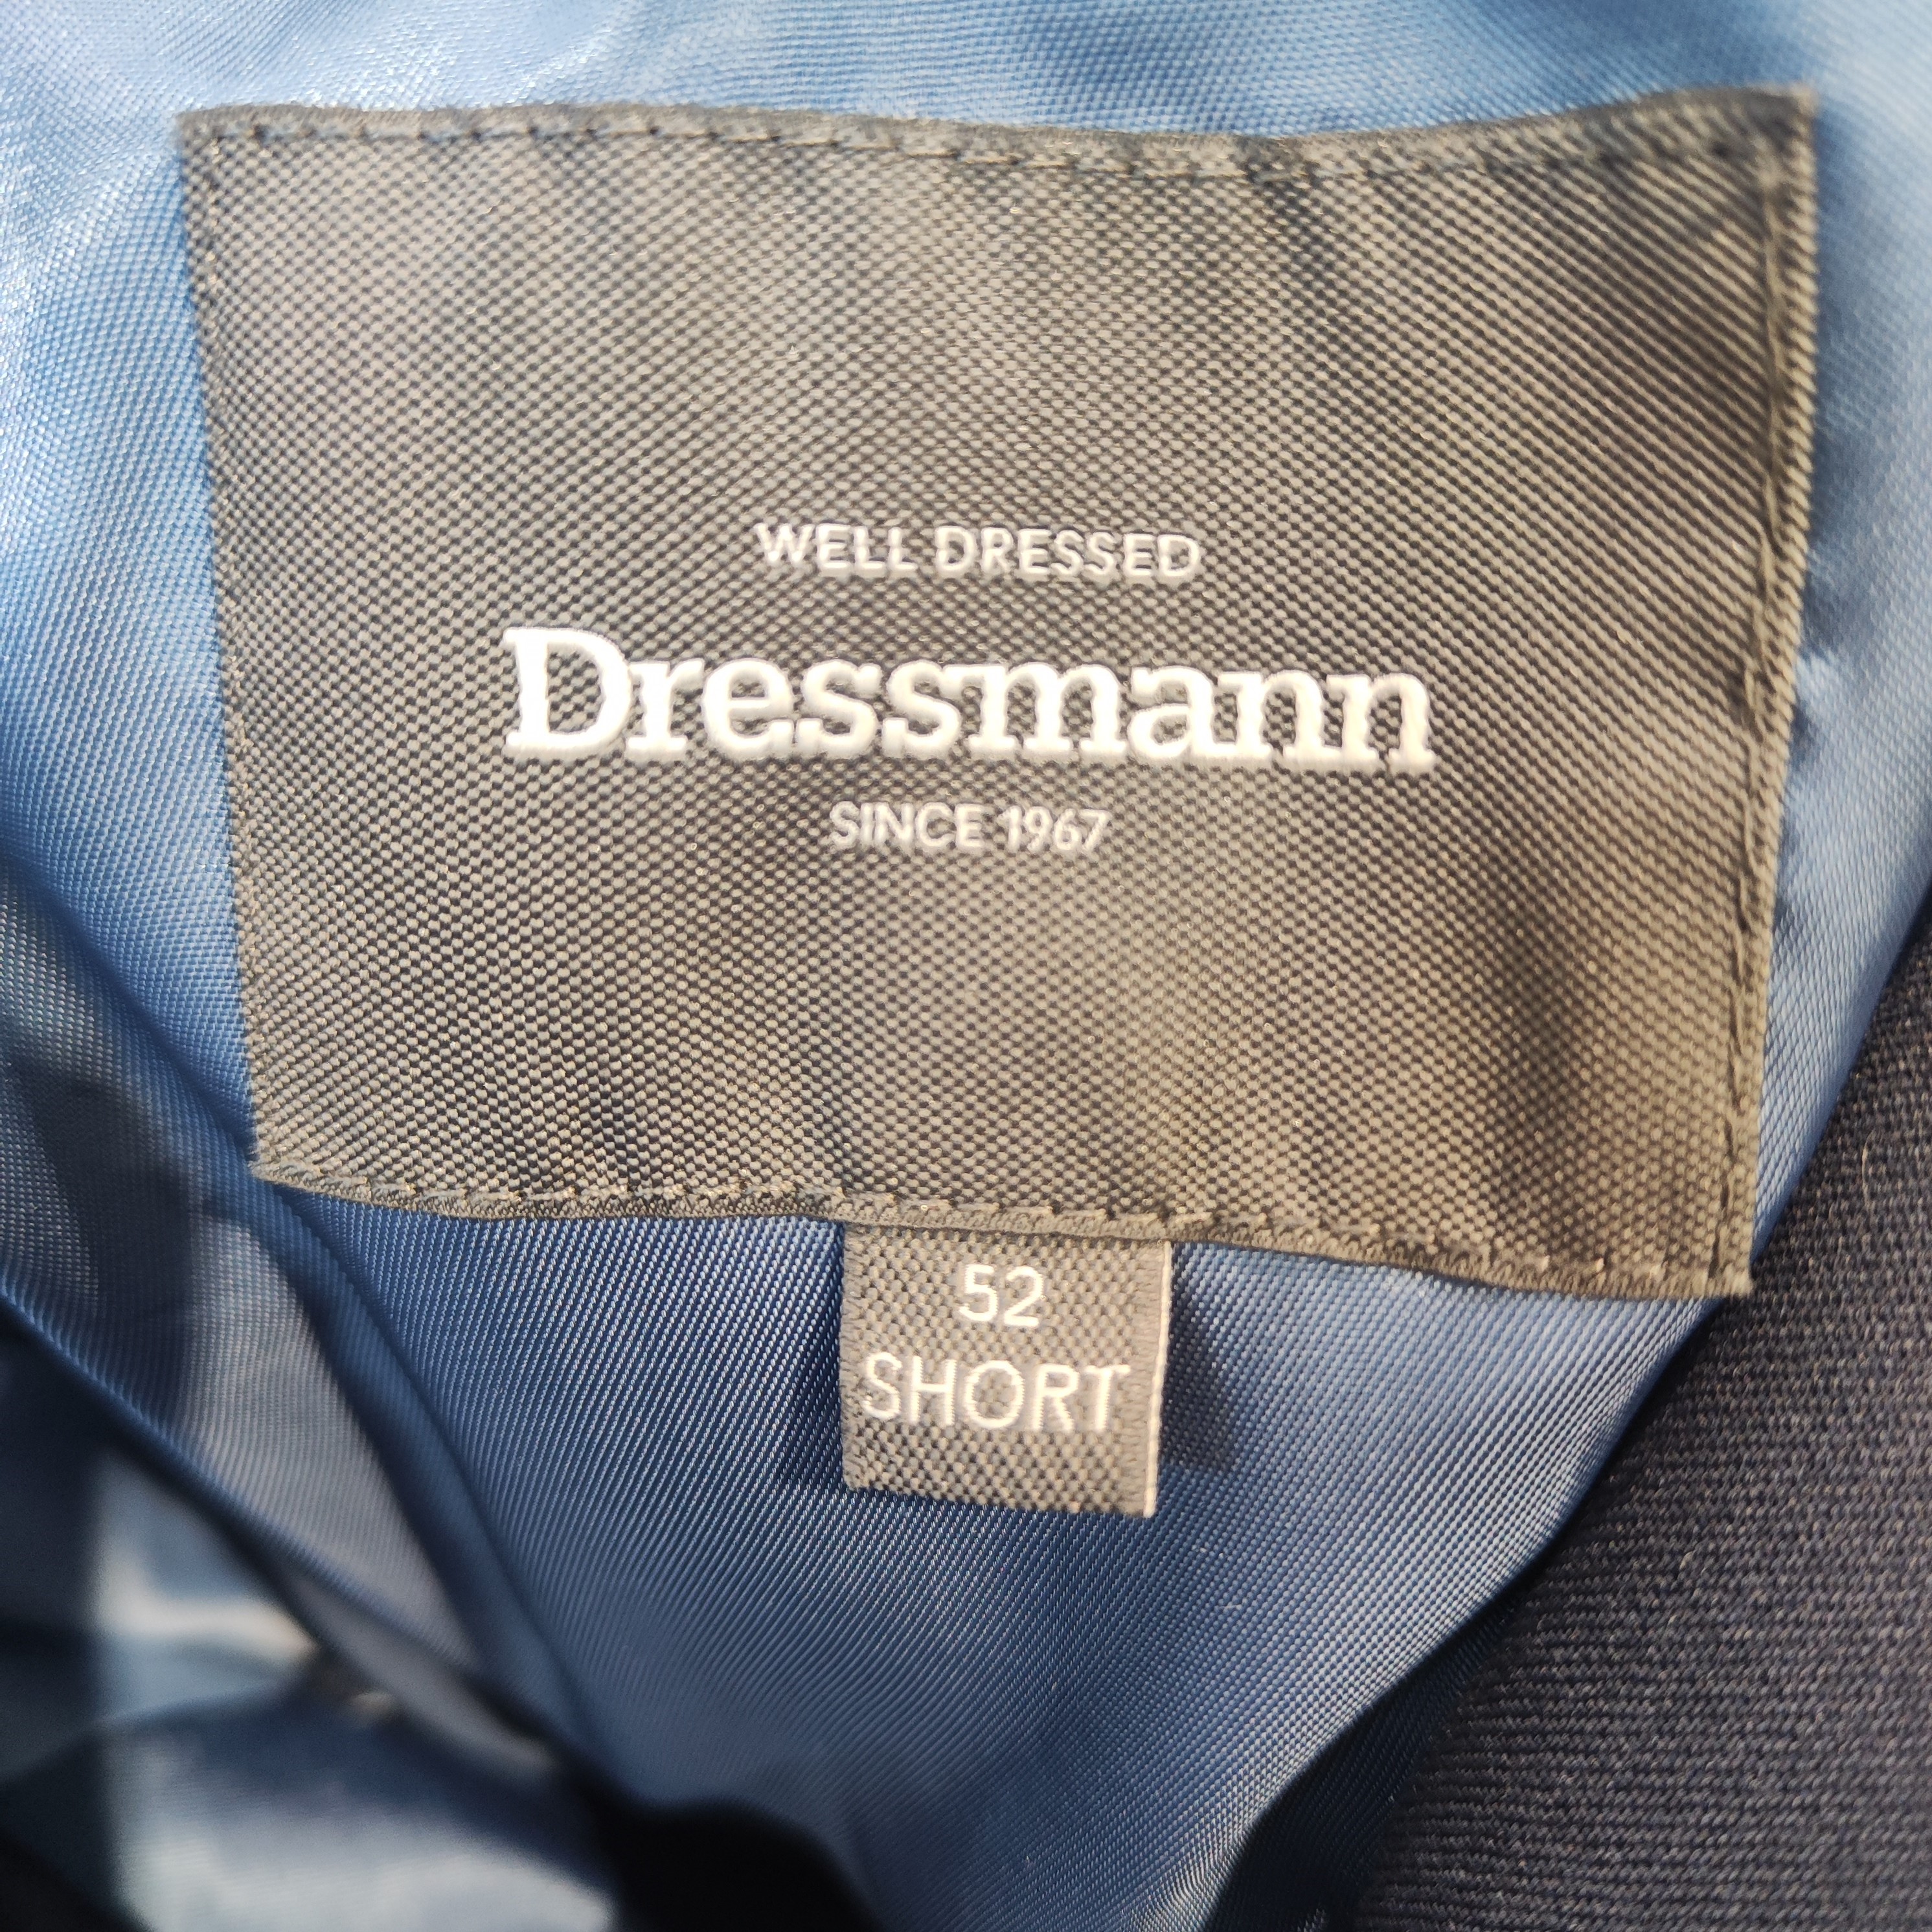 WELL DRESSED
Dressmann
SINCE 1967
52
SHORT